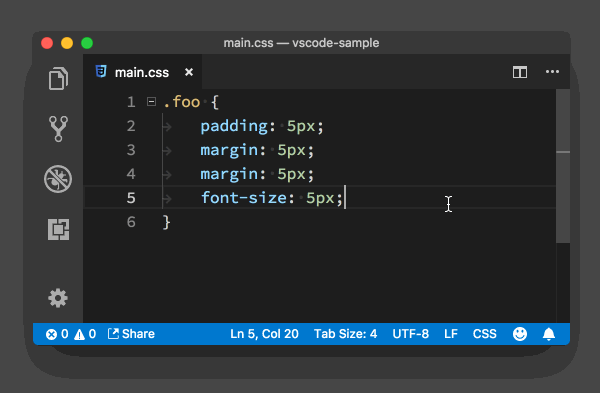 main.css — vscode-sample
main.css
1 .foo {
2 padding: 5px;
3 margin: 5px;
4 margin: 5px;
5 font-size: 5px;
6 }
0 0 Share Ln 5, Col 20 Tab Size: 4 UTF-8 LF CSS